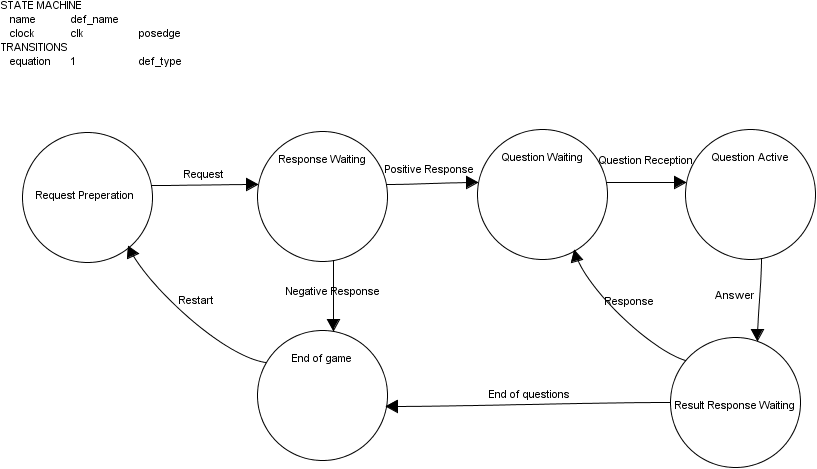 STATE MACHINE
name def_name
clock clk posedge
TRANSITIONS
equation 1 def_type
Request Preperation
Request
Response Waiting
Positive Response
Question Waiting
Question Reception
Question Active
Restart
Negative Response
Response
Answer
End of game
End of questions
Result Response Waiting